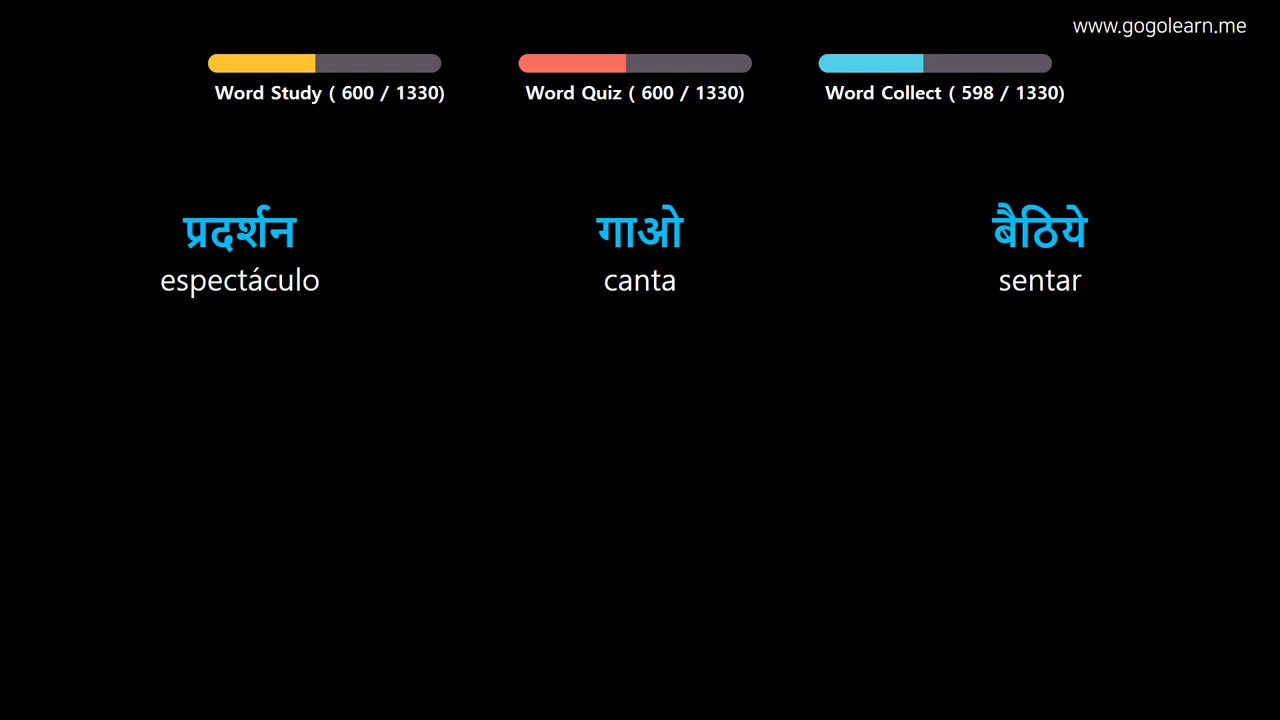 www.gogolearn.me
Word Study ( 600 / 1330)
Word Quiz ( 600 / 1330)
Word Collect ( 598 / 1330)
प्रदर्शन
espectáculo
गाओ
canta
बैठिये
sentar